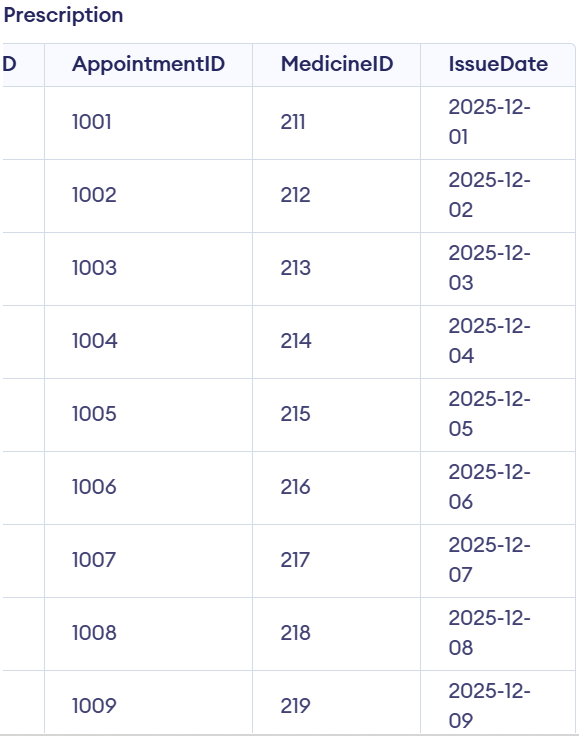 Prescription
D AppointmentID MedicineID IssueDate
1001 211 2025-12-
01
1002 212 2025-12-
02
1003 213 2025-12-
03
1004 214 2025-12-
04
1005 215 2025-12-
05
1006 216 2025-12-
06
1007 217 2025-12-
07
1008 218 2025-12-
08
1009 219 2025-12-
09